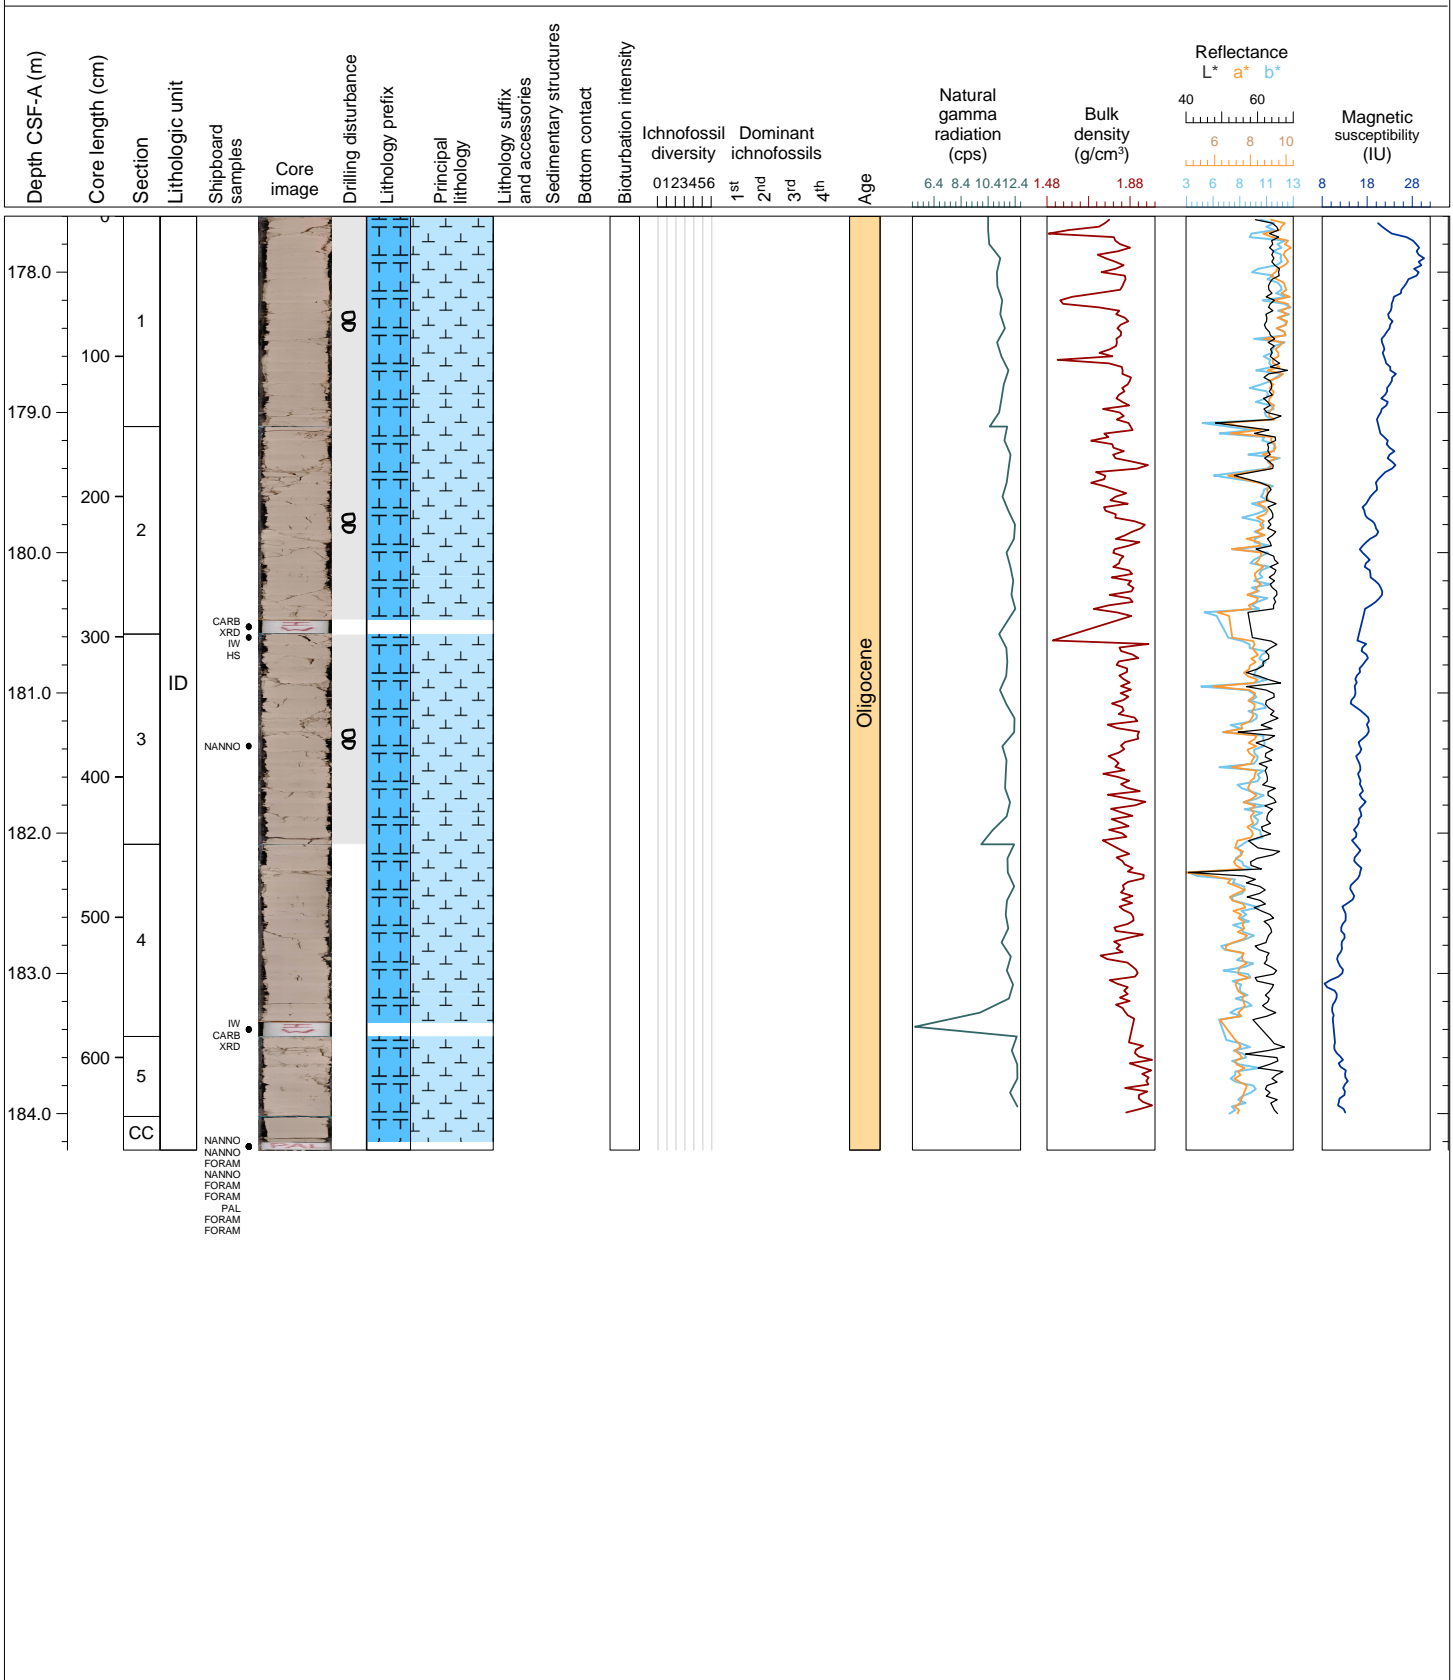 Depth CSF-A (m)
Core length (cm)
Section
Lithologic unit
Shipboard
samples
Core
image
Drilling disturbance
Lithology prefix
Principal
lithology
Lithology suffix
and accessories
Sedimentary structures
Bottom contact
Bioturbation intensity
Ichnofossil
diversity
0123456
Dominant
ichnofossils
1st
2nd
3rd
4th
Age
Natural
gamma
radiation
(cps)
6.4 8.4 10.4 12.4
Bulk
density
(g/cm³)
1.48 1.88
Reflectance
L* a* b*
40 60
6 8 10
3 6 8 11 13
Magnetic
susceptibility
(IU)
8 18 28
0
178.0
1
100
179.0
200
2
180.0
CARB
XRD
300
IW
HS
ID
181.0
Oligocene
3
NANNO
400
182.0
500
4
183.0
IW
CARB
XRD
600
5
184.0
CC
NANNO
NANNO
PAL
FORAM
NANNO
FORAM
FORAM
PAL
FORAM
FORAM